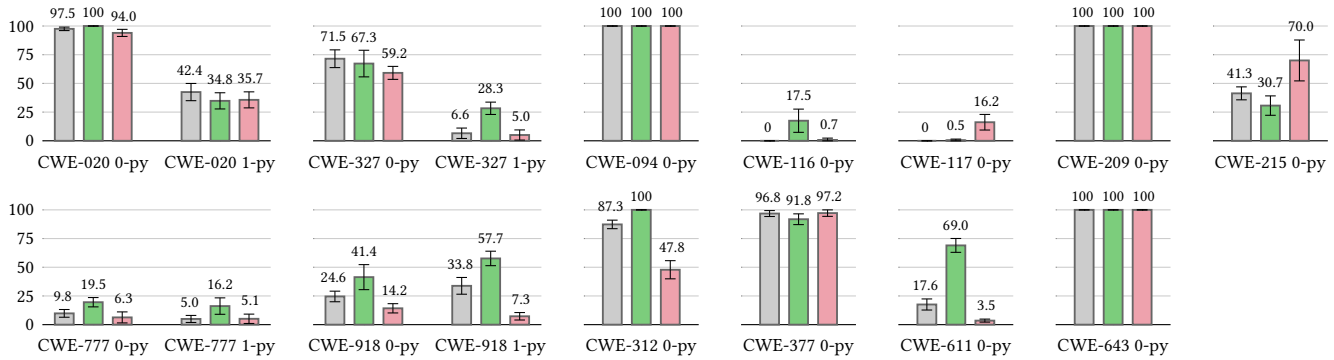 97.5 100 94.0 71.5 67.3 59.2 100 100 100 100 100 100 70.0
100
75 42.4 34.8 35.7 28.3 41.3 30.7
50 6.6 5.0 17.5 16.2
25 0 0.7 0 0.5
0
CWE-020 0-py CWE-020 1-py CWE-327 0-py CWE-327 1-py CWE-094 0-py CWE-116 0-py CWE-117 0-py CWE-209 0-py CWE-215 0-py
100 87.3 100 96.8 91.8 97.2 69.0 100 100 100
75 41.4 57.7 47.8
50 19.5 16.2 24.6 14.2 33.8 17.6
25 9.8 6.3 5.0 5.1 7.3 3.5
0
CWE-777 0-py CWE-777 1-py CWE-918 0-py CWE-918 1-py CWE-312 0-py CWE-377 0-py CWE-611 0-py CWE-643 0-py